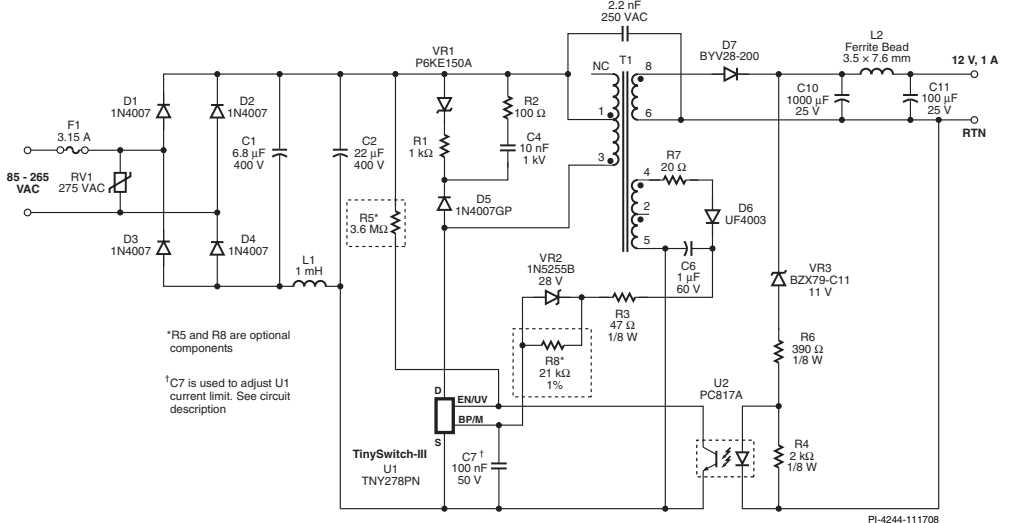 2.2 nF
250 VAC
D7
BYV28-200
L2
Ferrite Bead
3.5 × 7.6 mm
12 V, 1 A
VR1
P6KE150A
NC
T1
8
D1
1N4007
D2
1N4007
R2
100 Ω
1
6
C10
1000 µF
25 V
C11
100 µF
25 V
RTN
F1
3.15 A
C1
6.8 µF
400 V
C2
22 µF
400 V
R1
1 kΩ
C4
10 nF
1 kV
3
85 - 265
VAC
RV1
275 VAC
4
R7
20 Ω
D5
1N4007GP
2
D6
UF4003
R5*
3.6 MΩ
D3
1N4007
D4
1N4007
5
L1
1 mH
C6
1 µF
60 V
VR2
1N5255B
28 V
VR3
BZX79-C11
11 V
R3
47 Ω
1/8 W
*R5 and R8 are optional
components
R6
390 Ω
1/8 W
R8*
21 kΩ
1%
†C7 is used to adjust U1
current limit. See circuit
description
U2
PC817A
D
EN/UV
BP/M
S
TinySwitch-III
U1
TNY278PN
C7 †
100 nF
50 V
R4
2 kΩ
1/8 W
PI-4244-111708